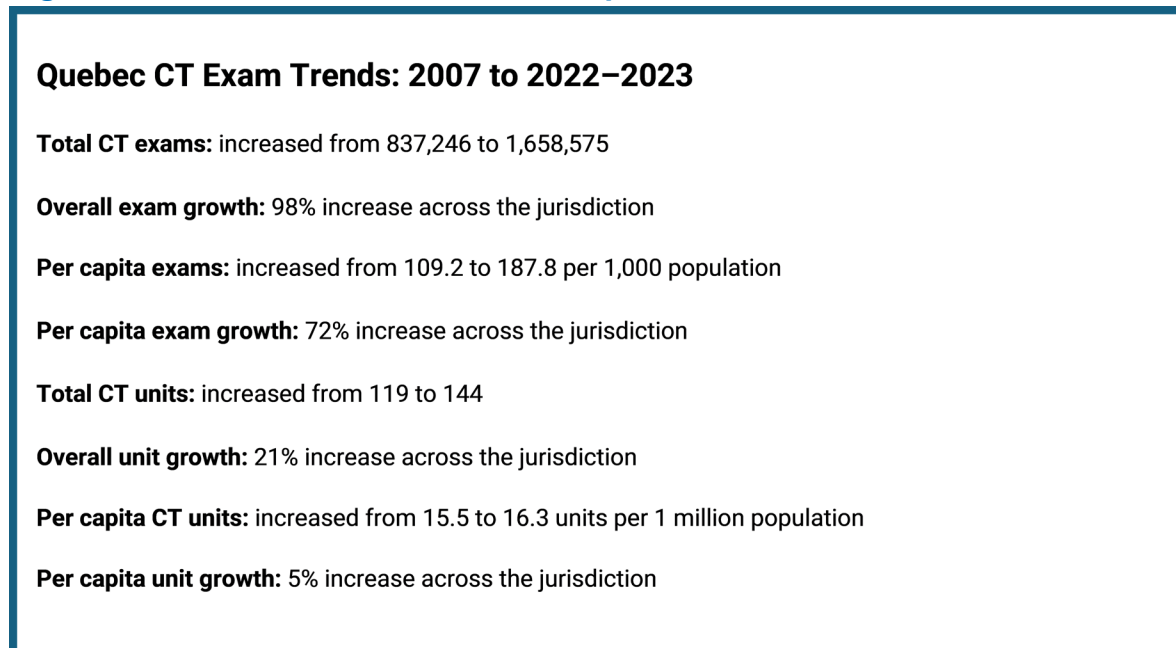 Quebec CT Exam Trends: 2007 to 2022–2023
Total CT exams: increased from 837,246 to 1,658,575
Overall exam growth: 98% increase across the jurisdiction
Per capita exams: increased from 109.2 to 187.8 per 1,000 population
Per capita exam growth: 72% increase across the jurisdiction
Total CT units: increased from 119 to 144
Overall unit growth: 21% increase across the jurisdiction
Per capita CT units: increased from 15.5 to 16.3 units per 1 million population
Per capita unit growth: 5% increase across the jurisdiction